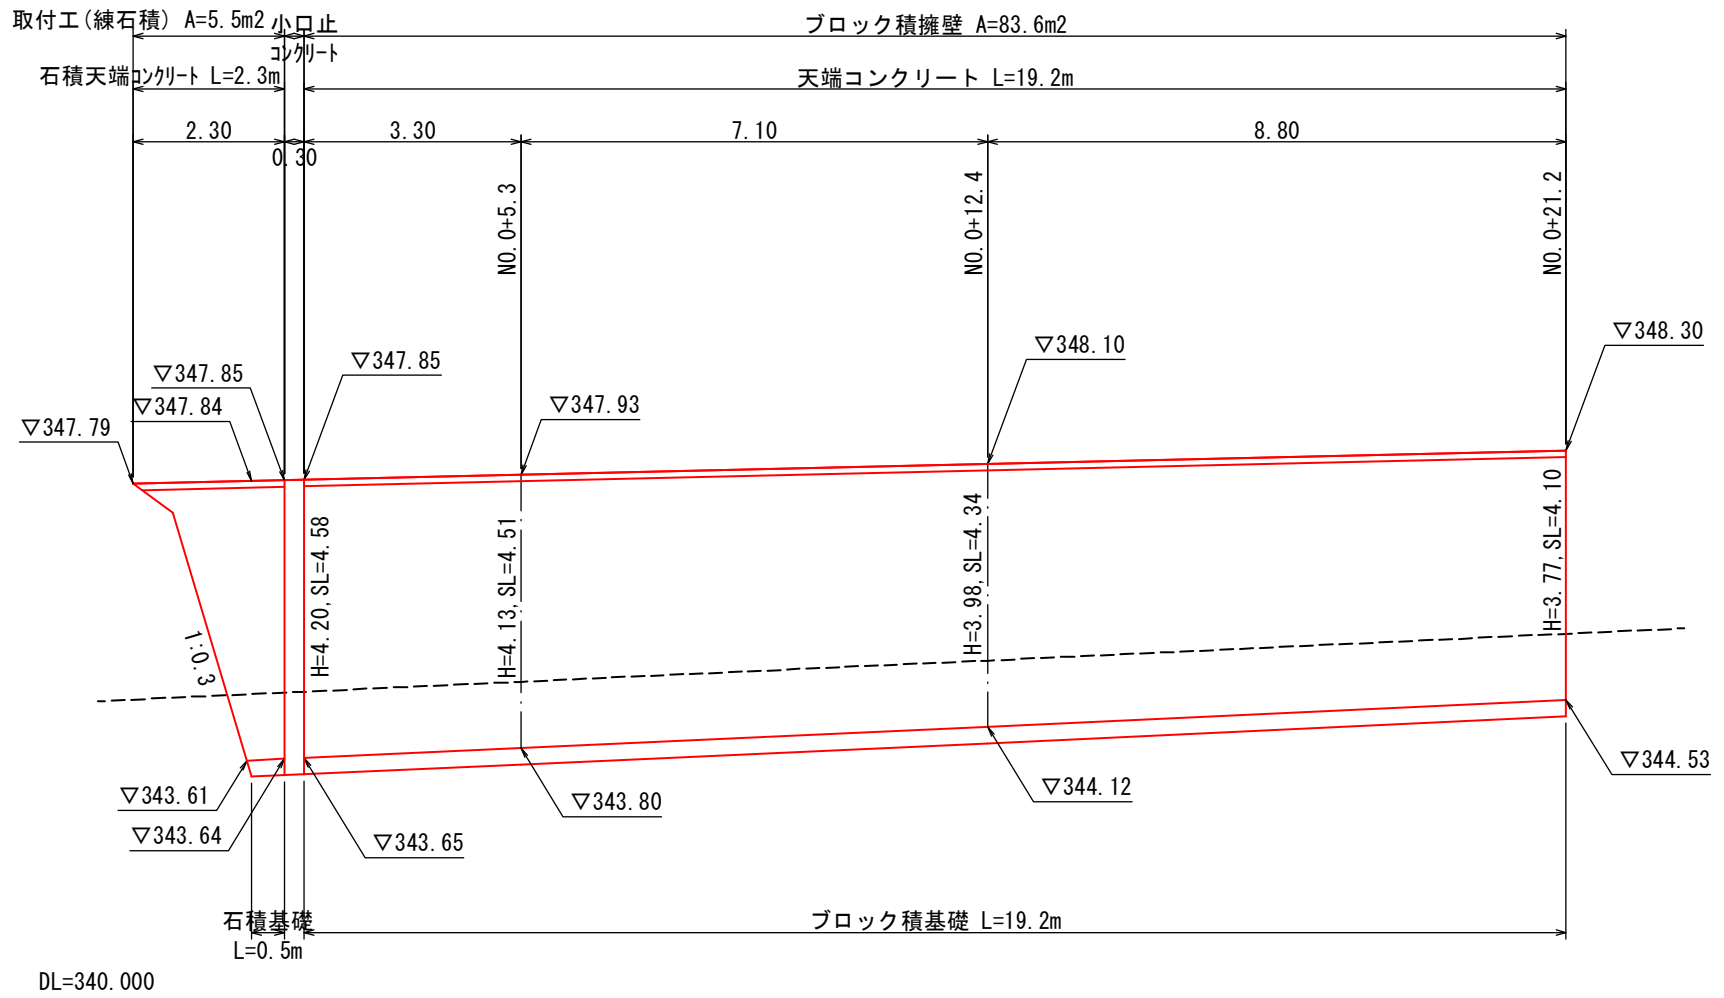 取付工(練石積) A=5.5m2
小口止
コンクリート
ブロック積擁壁 A=83.6m2
石積天端コンクリート L=2.3m
天端コンクリート L=19.2m
2.30
0.30
3.30
7.10
8.80
NO.0+5.3
NO.0+12.4
NO.0+21.2
▽348.30
▽348.10
▽347.85
▽347.85
▽347.93
▽347.84
▽347.79
H=4.20,SL=4.58
H=4.13,SL=4.51
H=3.98,SL=4.34
H=3.77,SL=4.10
1:0.3
▽344.53
▽344.12
▽343.61
▽343.80
▽343.64
▽343.65
石積基礎
L=0.5m
ブロック積基礎 L=19.2m
DL=340.000